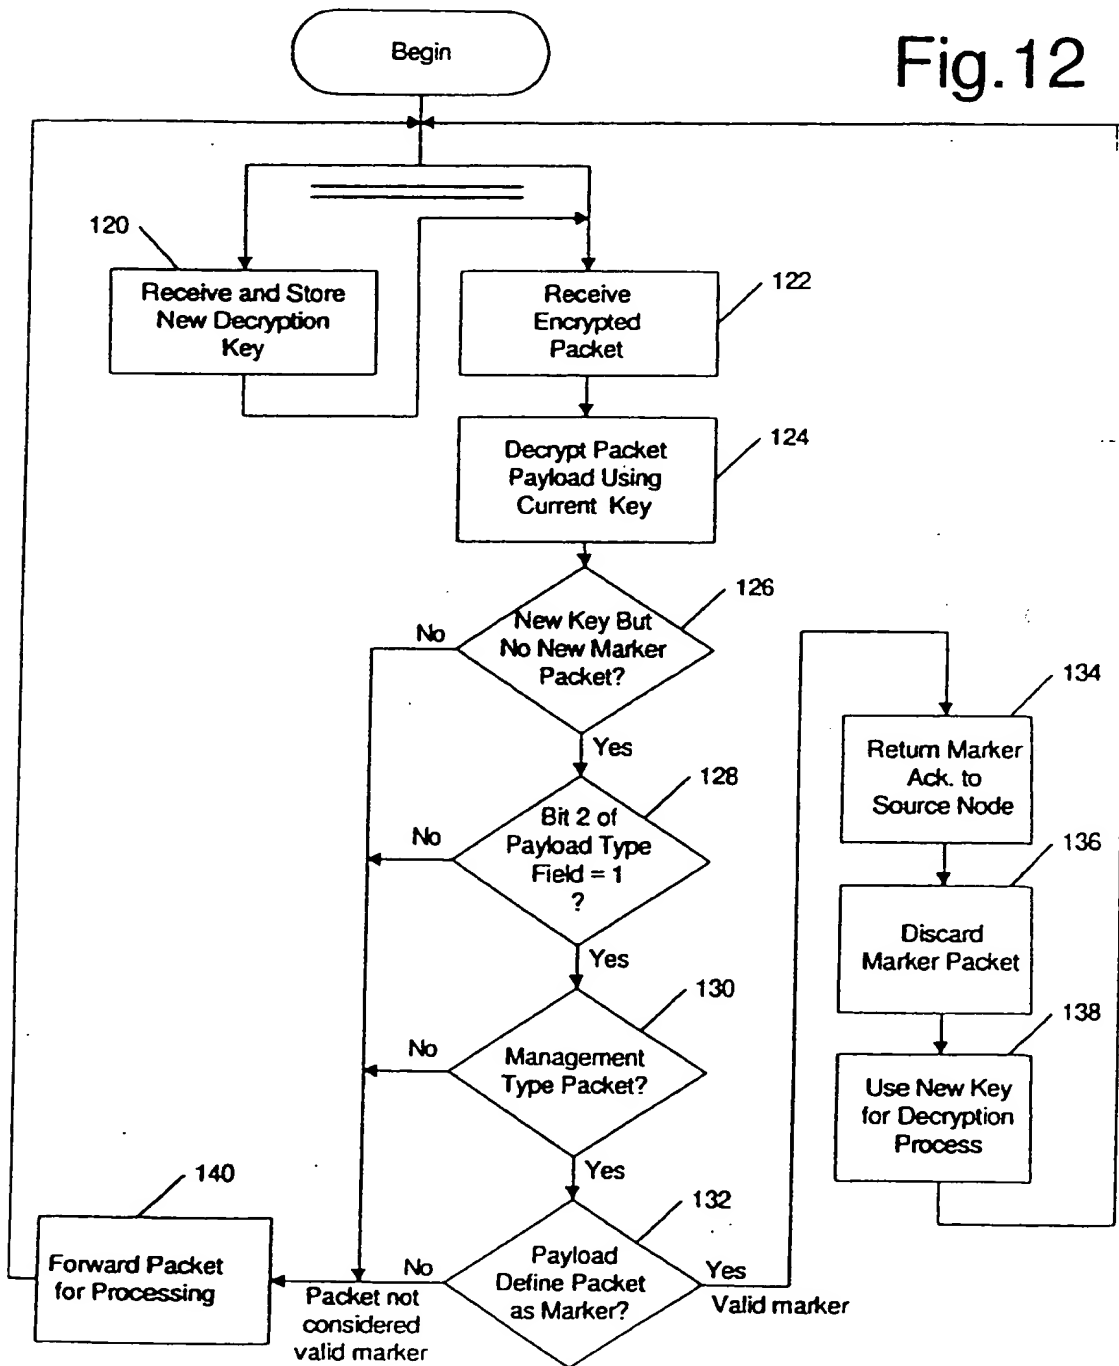 Fig.12
Begin
120
Receive and Store
New Decryption
Key
122
Receive
Encrypted
Packet
124
Decrypt Packet
Payload Using
Current Key
126
New Key But
No New Marker
Packet?
No
Yes
128
Bit 2 of
Payload Type
Field = 1
?
No
Yes
130
Management
Type Packet?
No
Yes
132
Payload
Define Packet
as Marker?
No
Packet not
considered
valid marker
Yes
Valid marker
134
Return Marker
Ack. to
Source Node
136
Discard
Marker Packet
138
Use New Key
for Decryption
Process
140
Forward Packet
for Processing